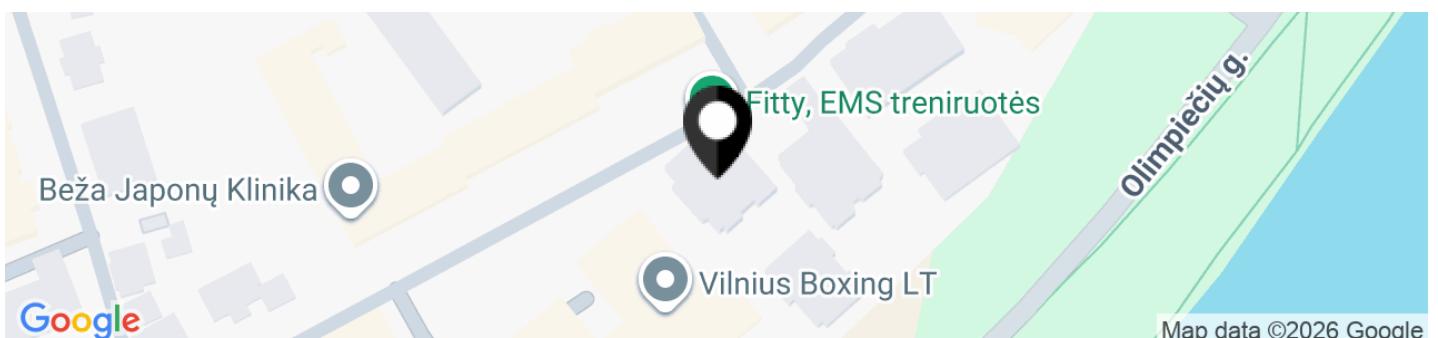 Fitty, EMS treniruotės
Olimpiečių g.
Beža Japonų Klinika
Vilnius Boxing LT
Google
Map data ©2026 Google